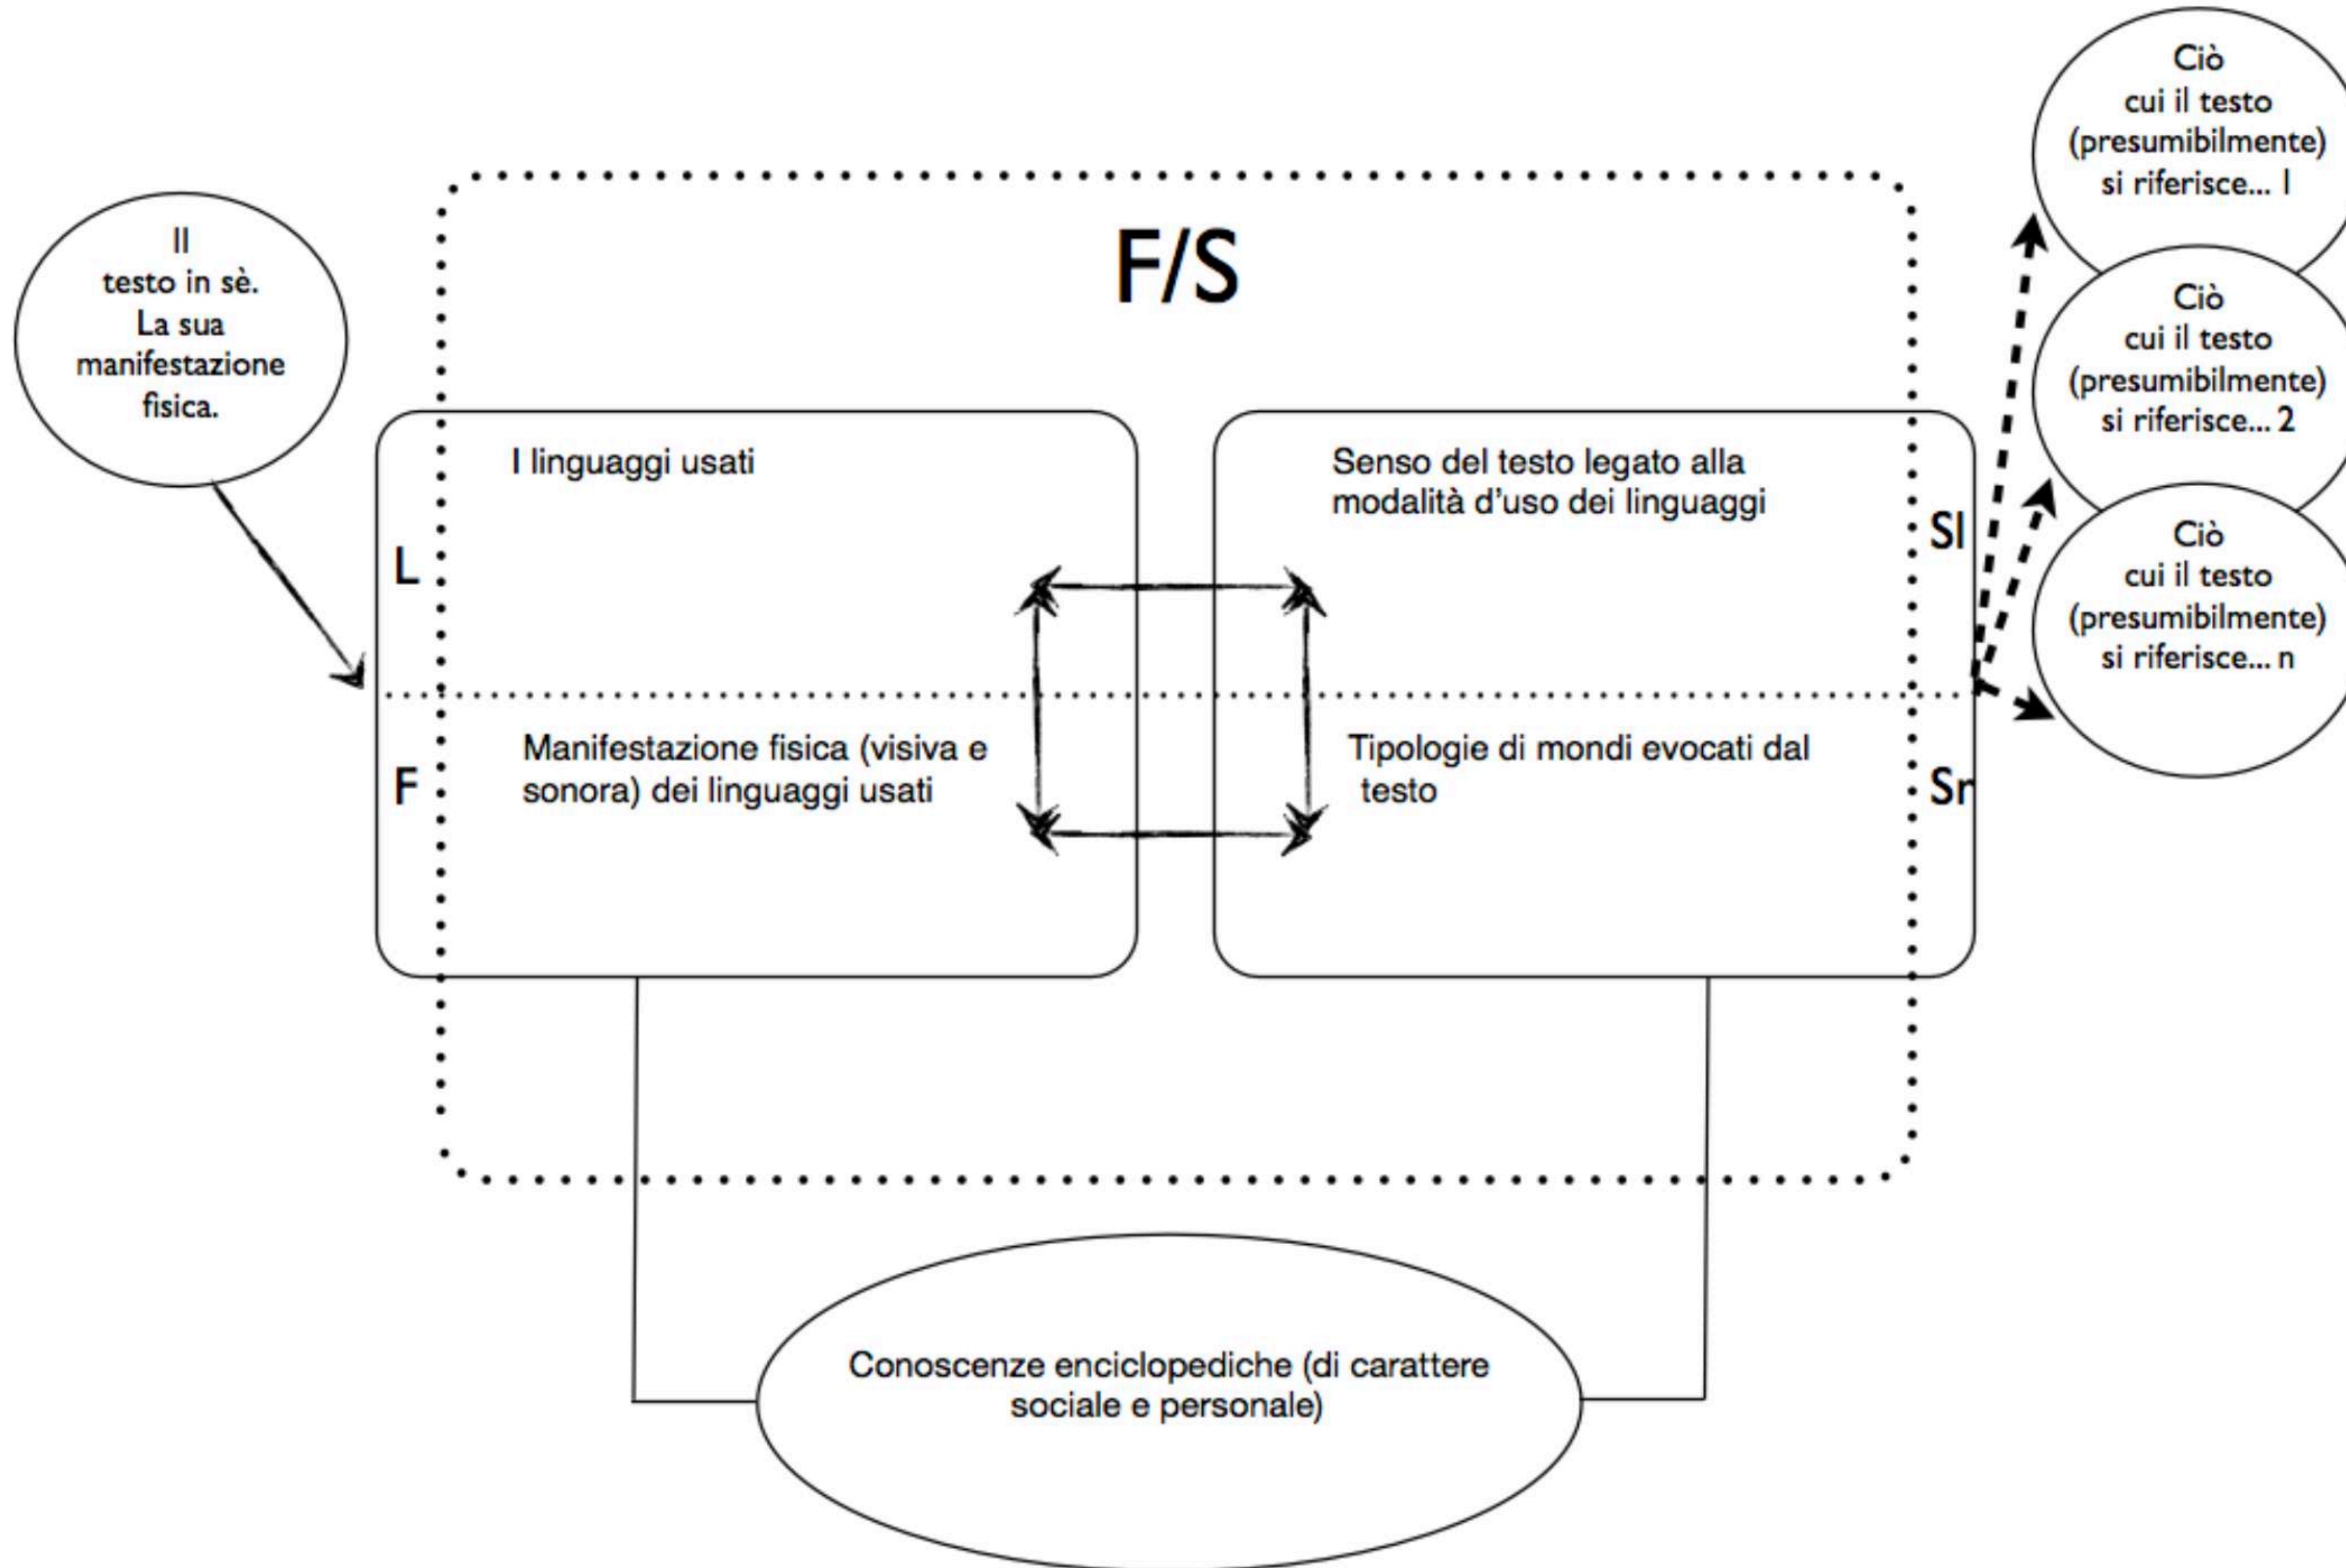 Il
testo in sè.
La sua
manifestazione
fisica.
F/S
I linguaggi usati
L
Manifestazione fisica (visiva e
sonora) dei linguaggi usati
F
Senso del testo legato alla
modalità d'uso dei linguaggi
Sl
Tipologie di mondi evocati dal
testo
Ciò
cui il testo
(presumibilmente)
si riferisce... 1
Ciò
cui il testo
(presumibilmente)
si riferisce... 2
Ciò
cui il testo
(presumibilmente)
si riferisce... n
Conoscenze enciclopediche (di carattere
sociale e personale)